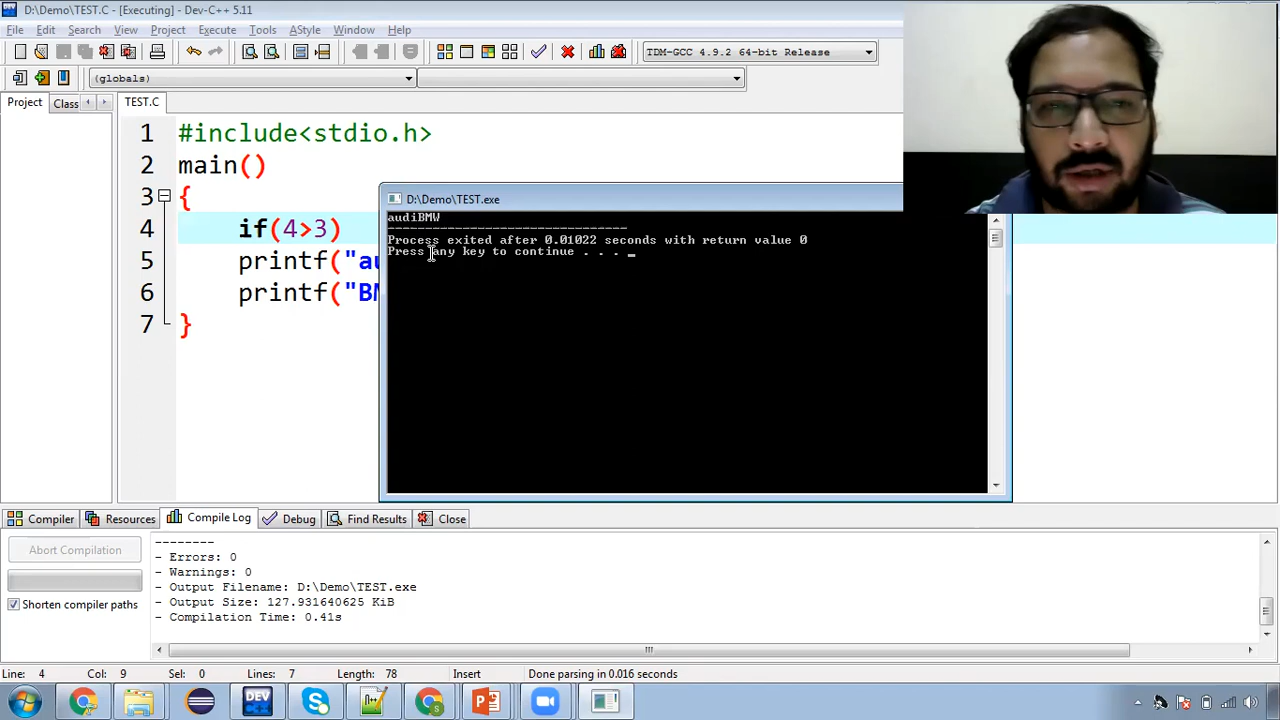 D:\Demo\TEST.C - [Executing] - Dev-C++ 5.11
File Edit Search View Project Execute Tools AStyle Window Help
TDM-GCC 4.9.2 64-bit Release
(globals)
Project Class TEST.C
1 #include<stdio.h>
2 main()
3 {
4 if(4>3)
5 printf("au
6 printf("BM
7 }
D:\Demo\TEST.exe
audiBMW
--------------------------------
Process exited after 0.01022 seconds with return value 0
Press any key to continue . . . _
Compiler Resources Compile Log Debug Find Results Close
Abort Compilation
Shorten compiler paths
--------
- Errors: 0
- Warnings: 0
- Output Filename: D:\Demo\TEST.exe
- Output Size: 127.931640625 KiB
- Compilation Time: 0.41s
Line: 4 Col: 9 Sel: 0 Lines: 7 Length: 78 Insert Done parsing in 0.016 seconds
DEV